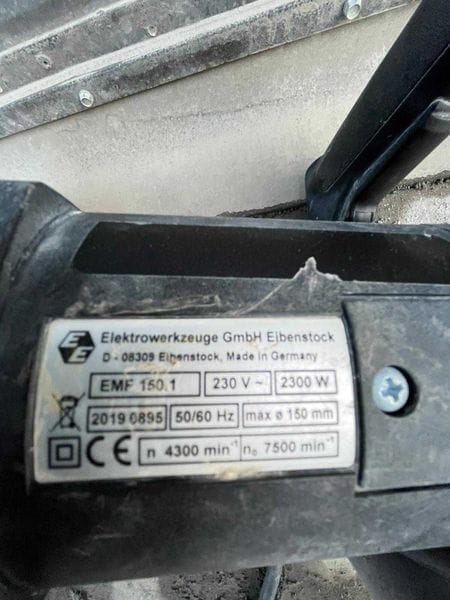 Elektrowerkzeuge GmbH Eibenstock
D - 08309 Eibenstock, Made in Germany
EMF 150.1 230 V ~ 2300 W
2019 0895 50/60 Hz max ø 150 mm
CE n 4300 min⁻¹ n₀ 7500 min⁻¹